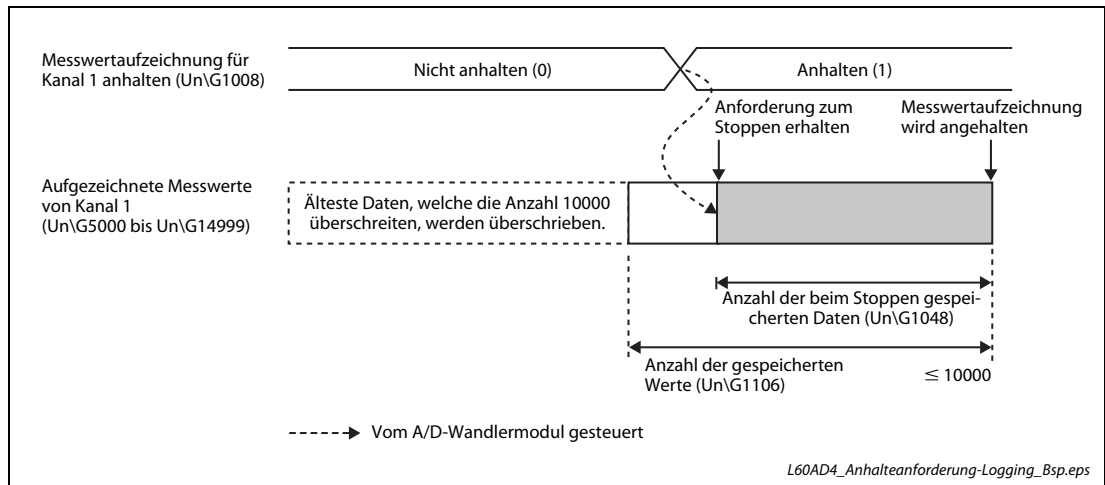 Messwertaufzeichnung für
Kanal 1 anhalten (Un\G1008)
Nicht anhalten (0)
Anhalten (1)
Anforderung zum
Stoppen erhalten
Messwertaufzeichnung
wird angehalten
Aufgezeichnete Messwerte
von Kanal 1
(Un\G5000 bis Un\G14999)
Älteste Daten, welche die Anzahl 10000
überschreiten, werden überschrieben.
Anzahl der beim Stoppen gespei-
cherten Daten (Un\G1048)
Anzahl der gespeicherten
Werte (Un\G1106)
≦ 10000
Vom A/D-Wandlermodul gesteuert
L60AD4_Anhalteanforderung-Logging_Bsp.eps